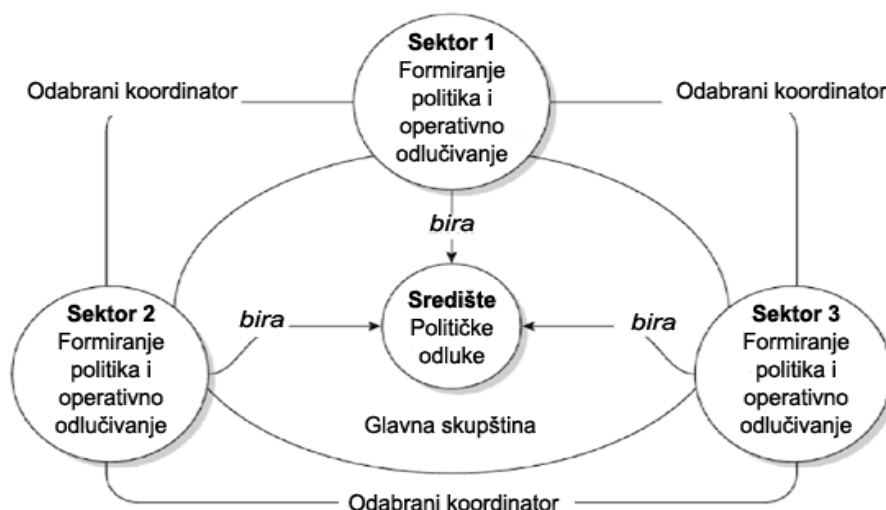 Sektor 1
Formiranje
politika i
operativno
odlučivanje
Odabrani koordinator
Odabrani koordinator
bira
Sektor 2
Formiranje
politika i
operativno
odlučivanje
bira
Središte
Političke
odluke
bira
Sektor 3
Formiranje
politika i
operativno
odlučivanje
Glavna skupština
Odabrani koordinator